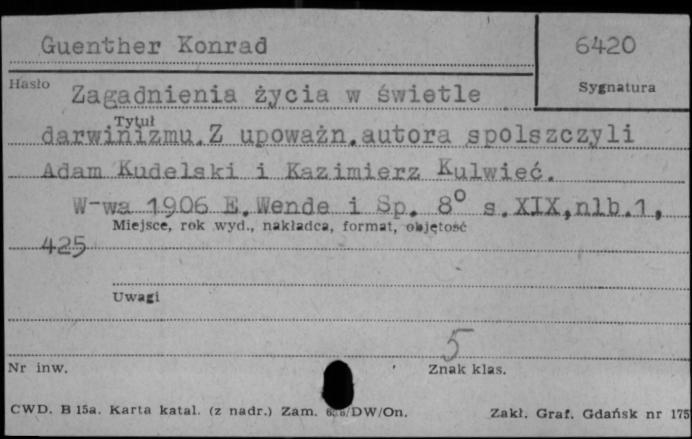 Guenther Konrad
6420
Hasło
Sygnatura
Zagadnienia życia w świetle
Tytuł
darwinizmu. Z upoważn. autora spolszczyli
Adam Kudelski i Kazimierz Kulwieć.
W-wa 1906 E. Wende i Sp. 8° s. XIX, nlb. 1,
Miejsce, rok wyd., nakładca, format, objętość
425
Uwagi
5
Nr inw.
Znak klas.
CWD. B 15a. Karta katal. (z nadr.) Zam. /DW/On.
Zakł. Graf. Gdańsk nr 175